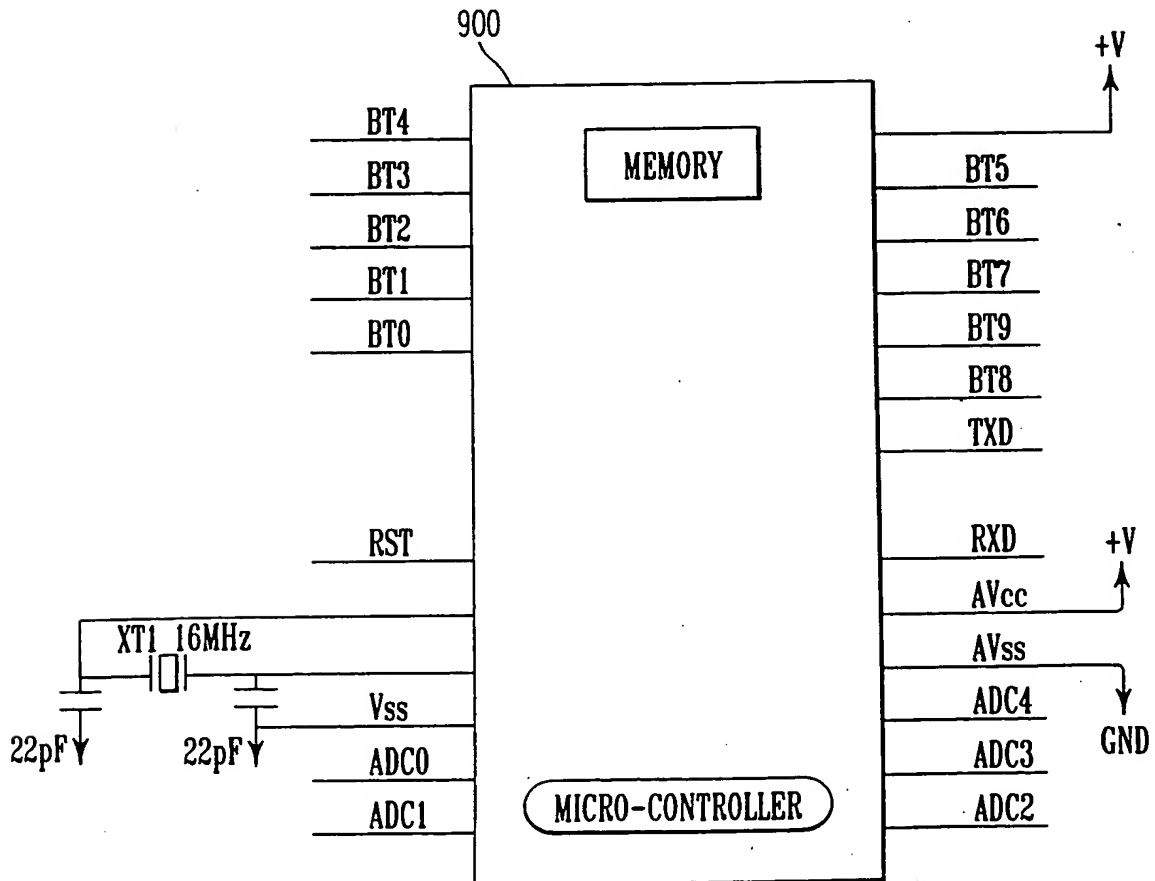 900
+V
BT4
MEMORY
BT3
BT5
BT2
BT6
BT1
BT7
BT0
BT9
BT8
TXD
RST
RXD
+V
AVcc
XT1 16MHz
AVss
Vss
ADC4
22pF
22pF
GND
ADC0
ADC3
ADC1
MICRO-CONTROLLER
ADC2